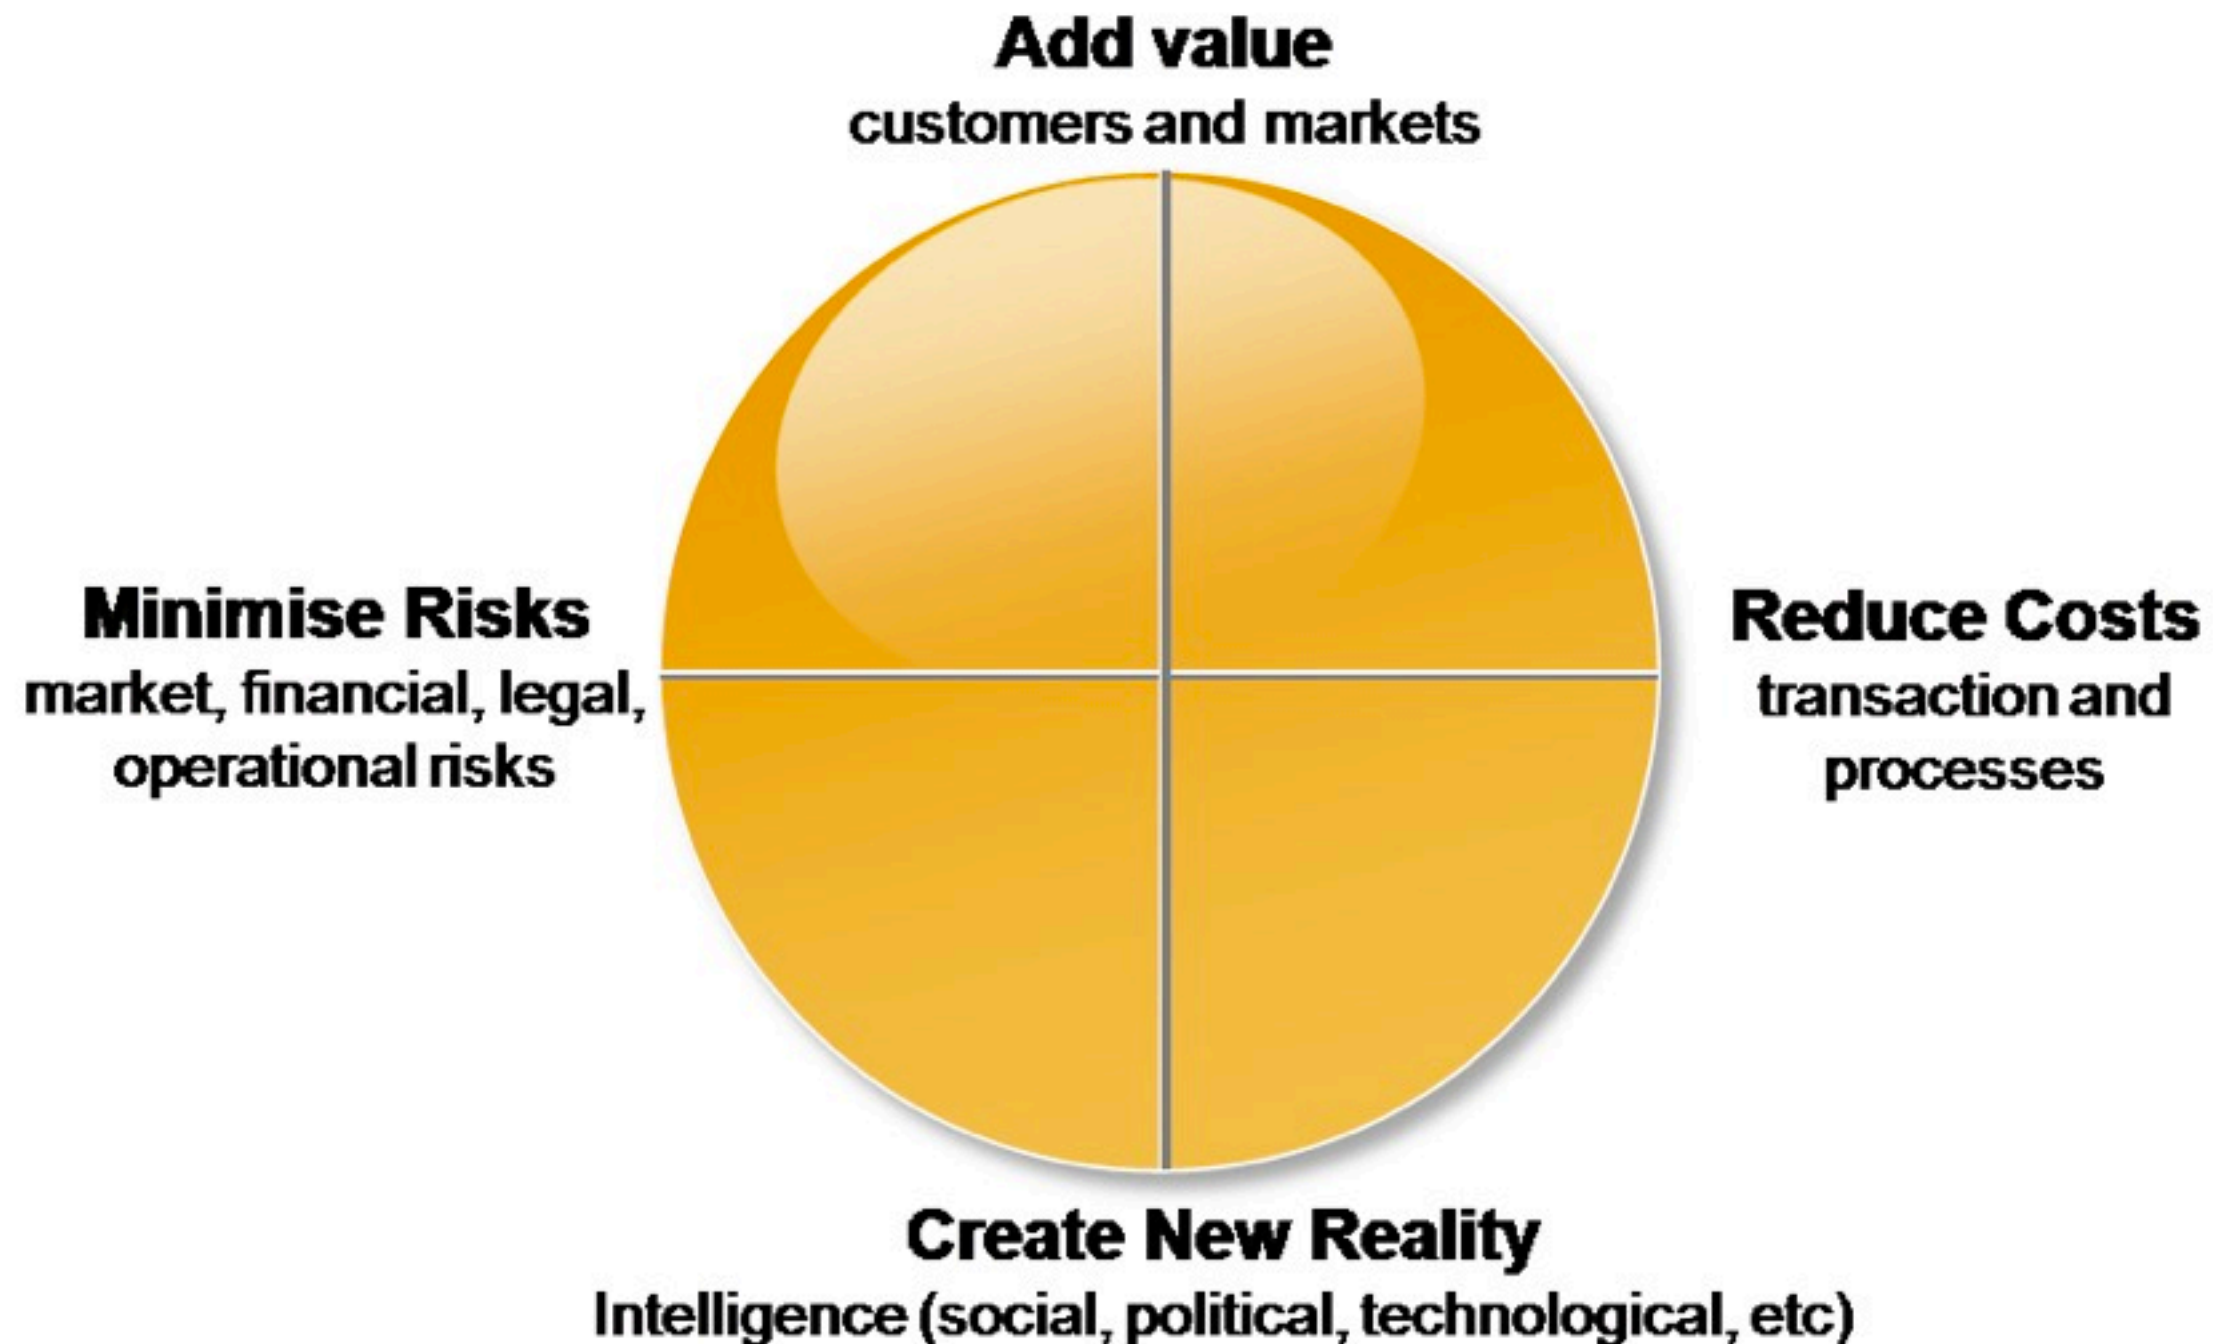 Add value
customers and markets
Minimise Risks
market, financial, legal,
operational risks
Reduce Costs
transaction and
processes
Create New Reality
Intelligence (social, political, technological, etc)